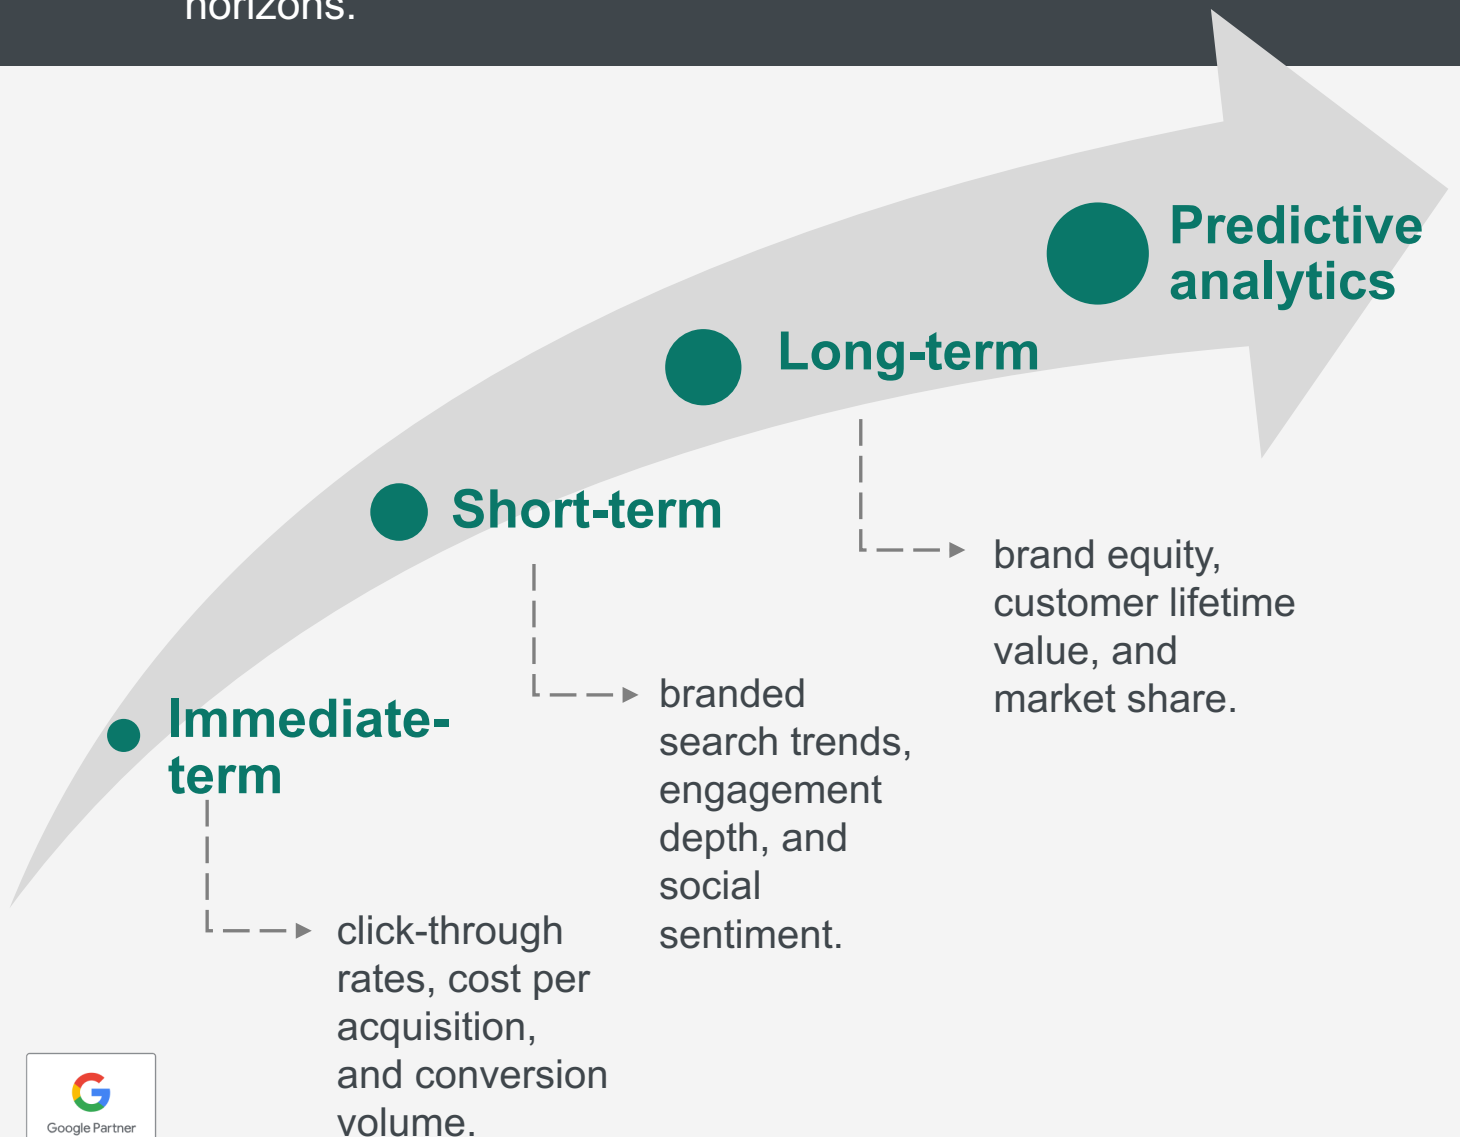 horizons.
Predictive
analytics
Long-term
Short-term
brand equity,
customer lifetime
value, and
market share.
Immediate-
term
branded
search trends,
engagement
depth, and
social
sentiment.
click-through
rates, cost per
acquisition,
and conversion
volume.
Google Partner